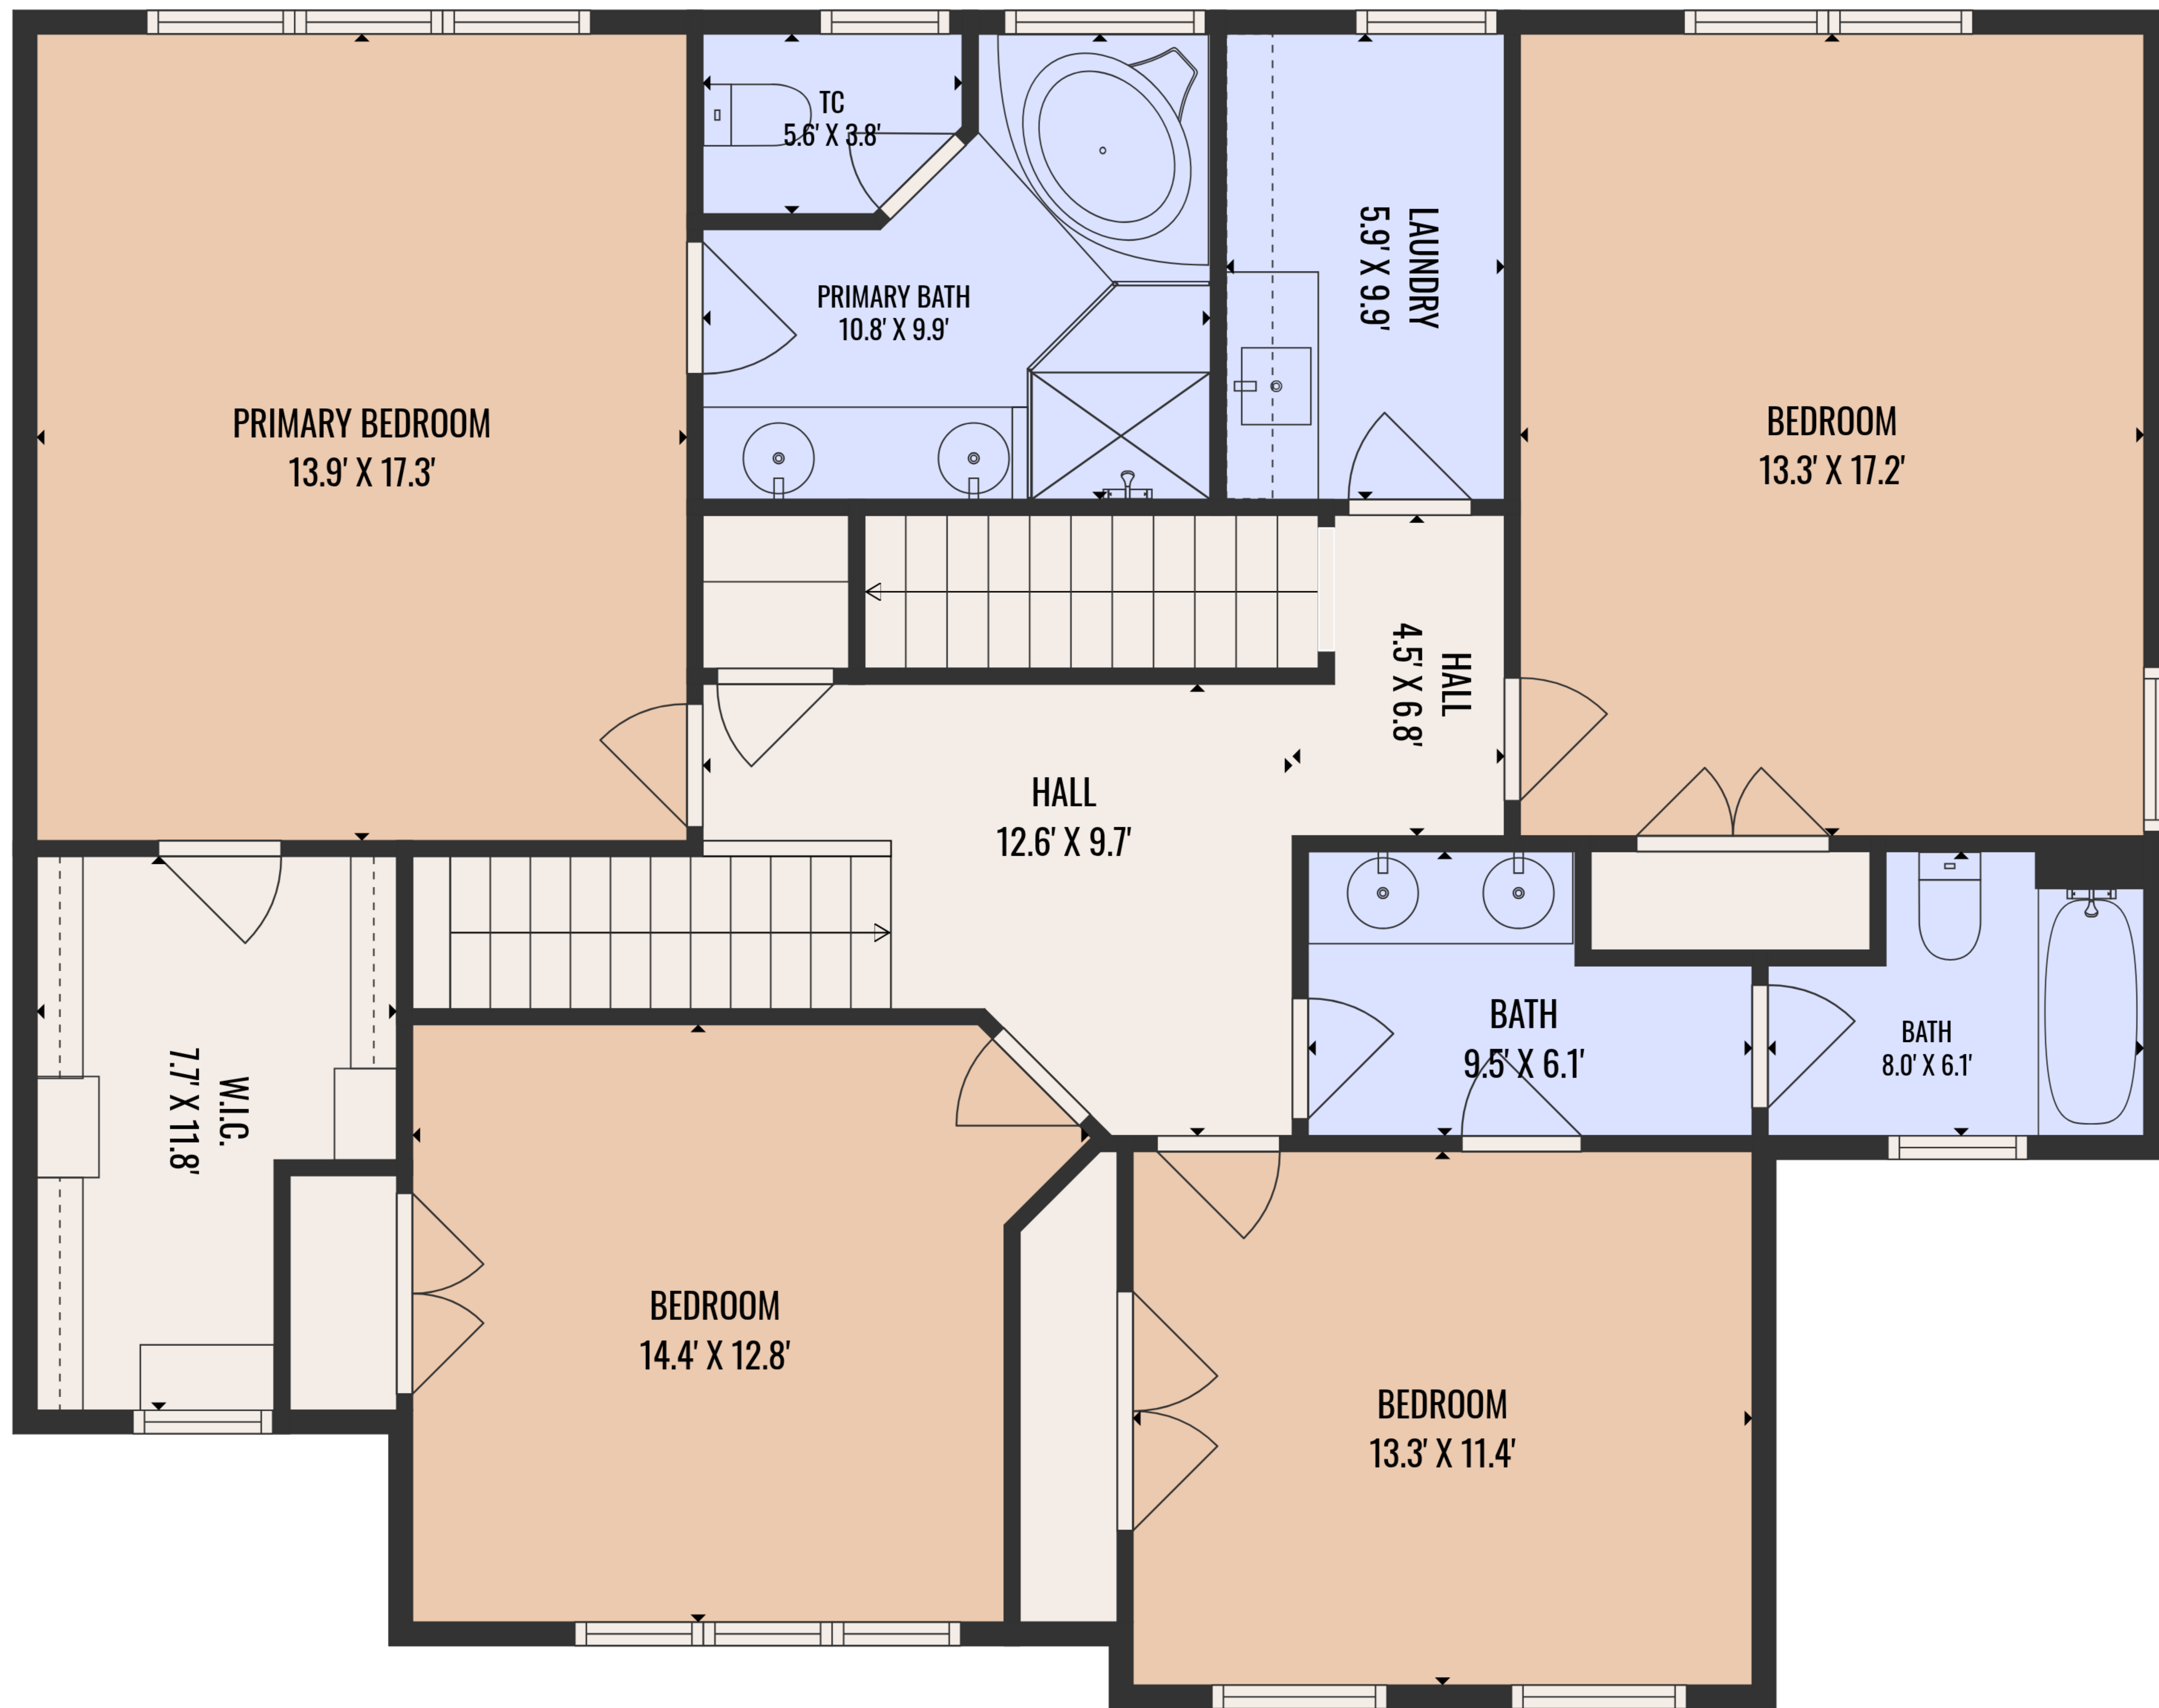 TC
5.6' X 3.8'
PRIMARY BATH
10.8' X 9.9'
LAUNDRY
5.9' X 9.9'
PRIMARY BEDROOM
13.9' X 17.3'
BEDROOM
13.3' X 17.2'
HALL
4.5' X 6.8'
HALL
12.6' X 9.7'
BATH
9.5' X 6.1'
BATH
8.0' X 6.1'
W.I.C.
7.7' X 11.8'
BEDROOM
14.4' X 12.8'
BEDROOM
13.3' X 11.4'